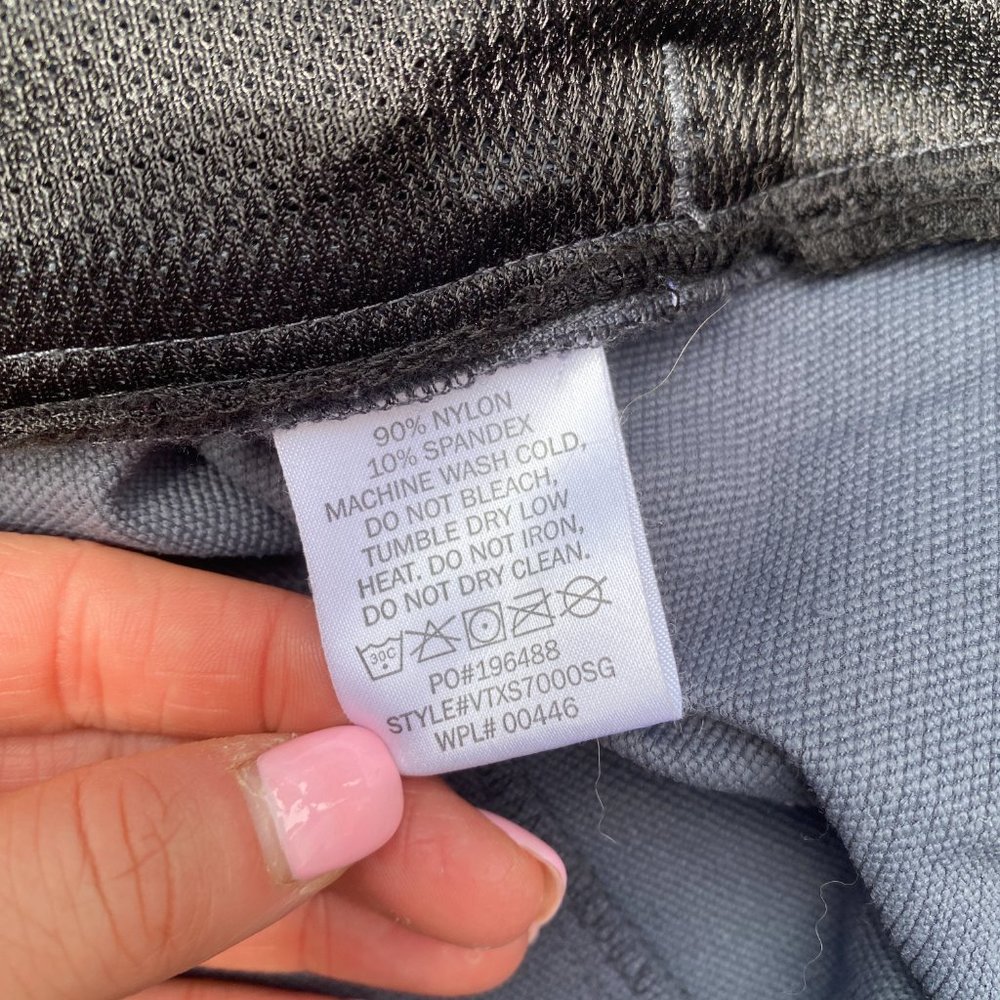 90% NYLON
10% SPANDEX
MACHINE WASH COLD,
DO NOT BLEACH,
TUMBLE DRY LOW
HEAT. DO NOT IRON,
DO NOT DRY CLEAN.
30C
PO#196488
STYLE#VTXS7000SG
WPL# 00446